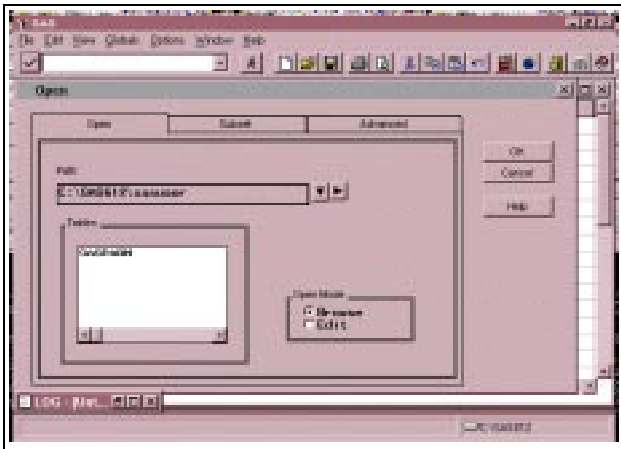 File Edit View Globals Options Window Help
Open
Open Subset Advanced
OK
Path
Cancel
Help
Tables
Open Mode
Browse
Edit
LOG -